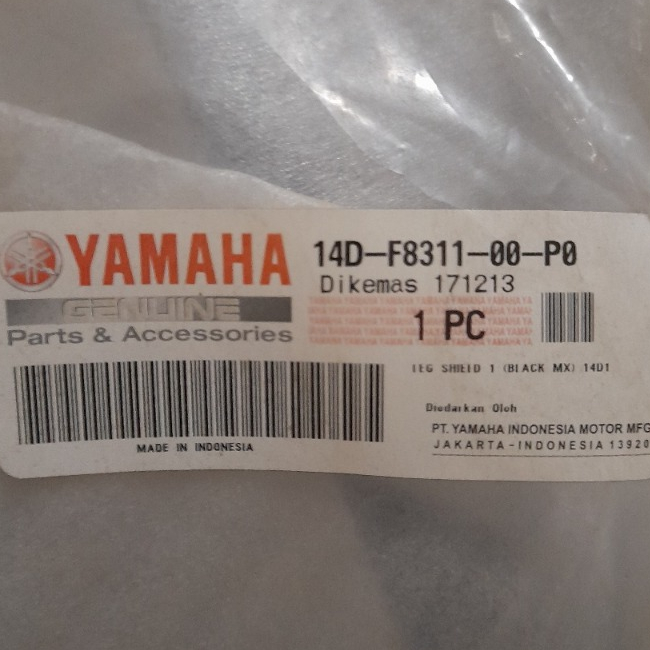 YAMAHA
GENUINE
Parts & Accessories
14D-F8311-00-P0
Dikemas 171213
1 PC
LEG SHIELD 1 (BLACK MX) 14D1
Diedarkan Oleh
PT. YAMAHA INDONESIA MOTOR MFG
JAKARTA-INDONESIA 13920
MADE IN INDONESIA